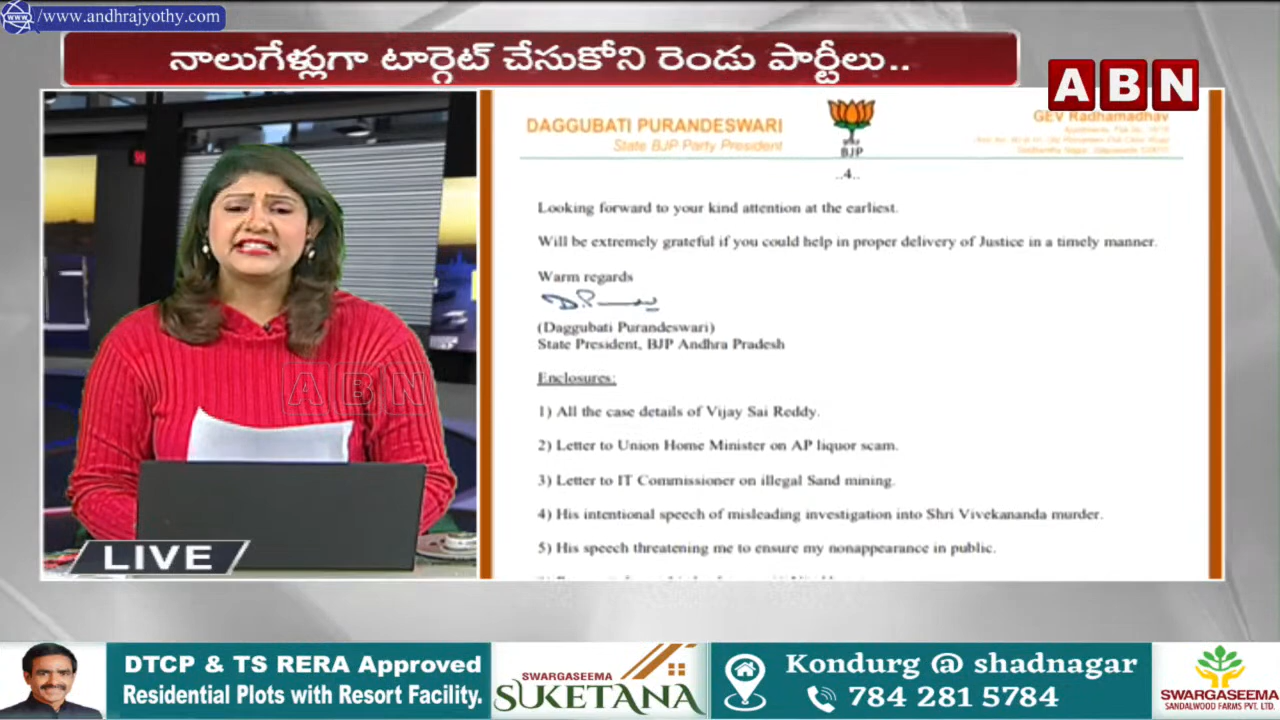 /www.andhrajyothy.com
నాలుగేళ్లుగా టార్గెట్ చేసుకోని రెండు పార్టీలు..
ABN
DAGGUBATI PURANDESWARI
State BJP Party President
BJP
GEV Radhamadhav
..4..
Looking forward to your kind attention at the earliest.
Will be extremely grateful if you could help in proper delivery of Justice in a timely manner.
Warm regards
(Daggubati Purandeswari)
State President, BJP Andhra Pradesh
Enclosures:
1) All the case details of Vijay Sai Reddy.
2) Letter to Union Home Minister on AP liquor scam.
3) Letter to IT Commissioner on illegal Sand mining.
4) His intentional speech of misleading investigation into Shri Vivekananda murder.
5) His speech threatening me to ensure my nonappearance in public.
ABN
LIVE
DTCP & TS RERA Approved
Residential Plots with Resort Facility.
SWARGASEEMA
SUKETANA
Kondurg @ shadnagar
784 281 5784
SWARGASEEMA
SANDALWOOD FARMS PVT. LTD.